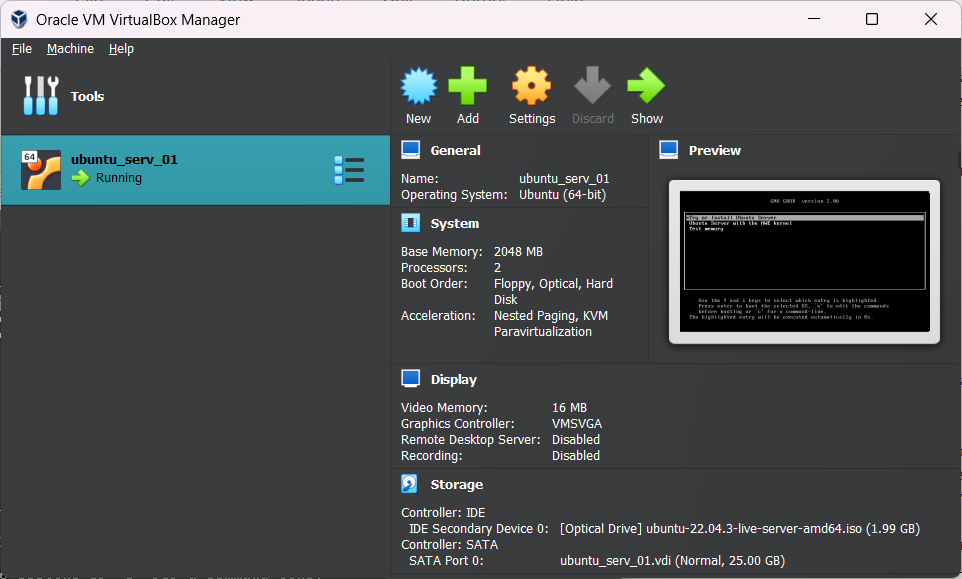 Oracle VM VirtualBox Manager
File Machine Help
Tools
New Add Settings Discard Show
64
ubuntu_serv_01
Running
General
Name: ubuntu_serv_01
Operating System: Ubuntu (64-bit)
System
Base Memory: 2048 MB
Processors: 2
Boot Order: Floppy, Optical, Hard
Disk
Acceleration: Nested Paging, KVM
Paravirtualization
Preview
GNU GRUB version 2.06
*Try or Install Ubuntu Server
Ubuntu Server with the HWE kernel
Test memory
Use the ↑ and ↓ keys to select which entry is highlighted.
Press enter to boot the selected OS, `e' to edit the commands
before booting or `c' for a command-line.
The highlighted entry will be executed automatically in
Display
Video Memory: 16 MB
Graphics Controller: VMSVGA
Remote Desktop Server: Disabled
Recording: Disabled
Storage
Controller: IDE
IDE Secondary Device 0: [Optical Drive] ubuntu-22.04.3-live-server-amd64.iso (1.99 GB)
Controller: SATA
SATA Port 0: ubuntu_serv_01.vdi (Normal, 25.00 GB)